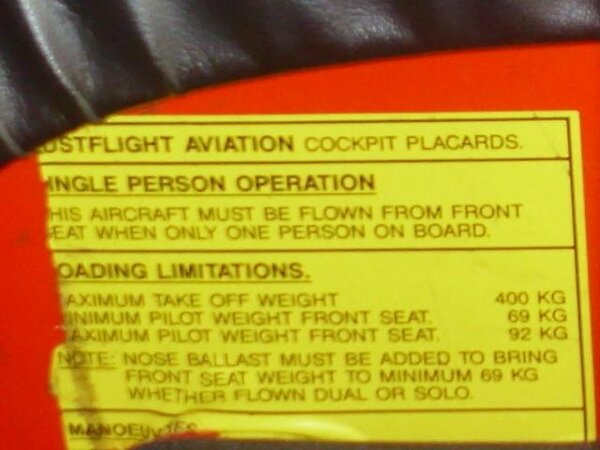 USTFLIGHT AVIATION COCKPIT PLACARDS.
INGLE PERSON OPERATION
HIS AIRCRAFT MUST BE FLOWN FROM FRONT
EAT WHEN ONLY ONE PERSON ON BOARD.
OADING LIMITATIONS.
AXIMUM TAKE OFF WEIGHT 400 KG
INIMUM PILOT WEIGHT FRONT SEAT. 69 KG
AXIMUM PILOT WEIGHT FRONT SEAT. 92 KG
NOTE: NOSE BALLAST MUST BE ADDED TO BRING
FRONT SEAT WEIGHT TO MINIMUM 69 KG
WHETHER FLOWN DUAL OR SOLO.